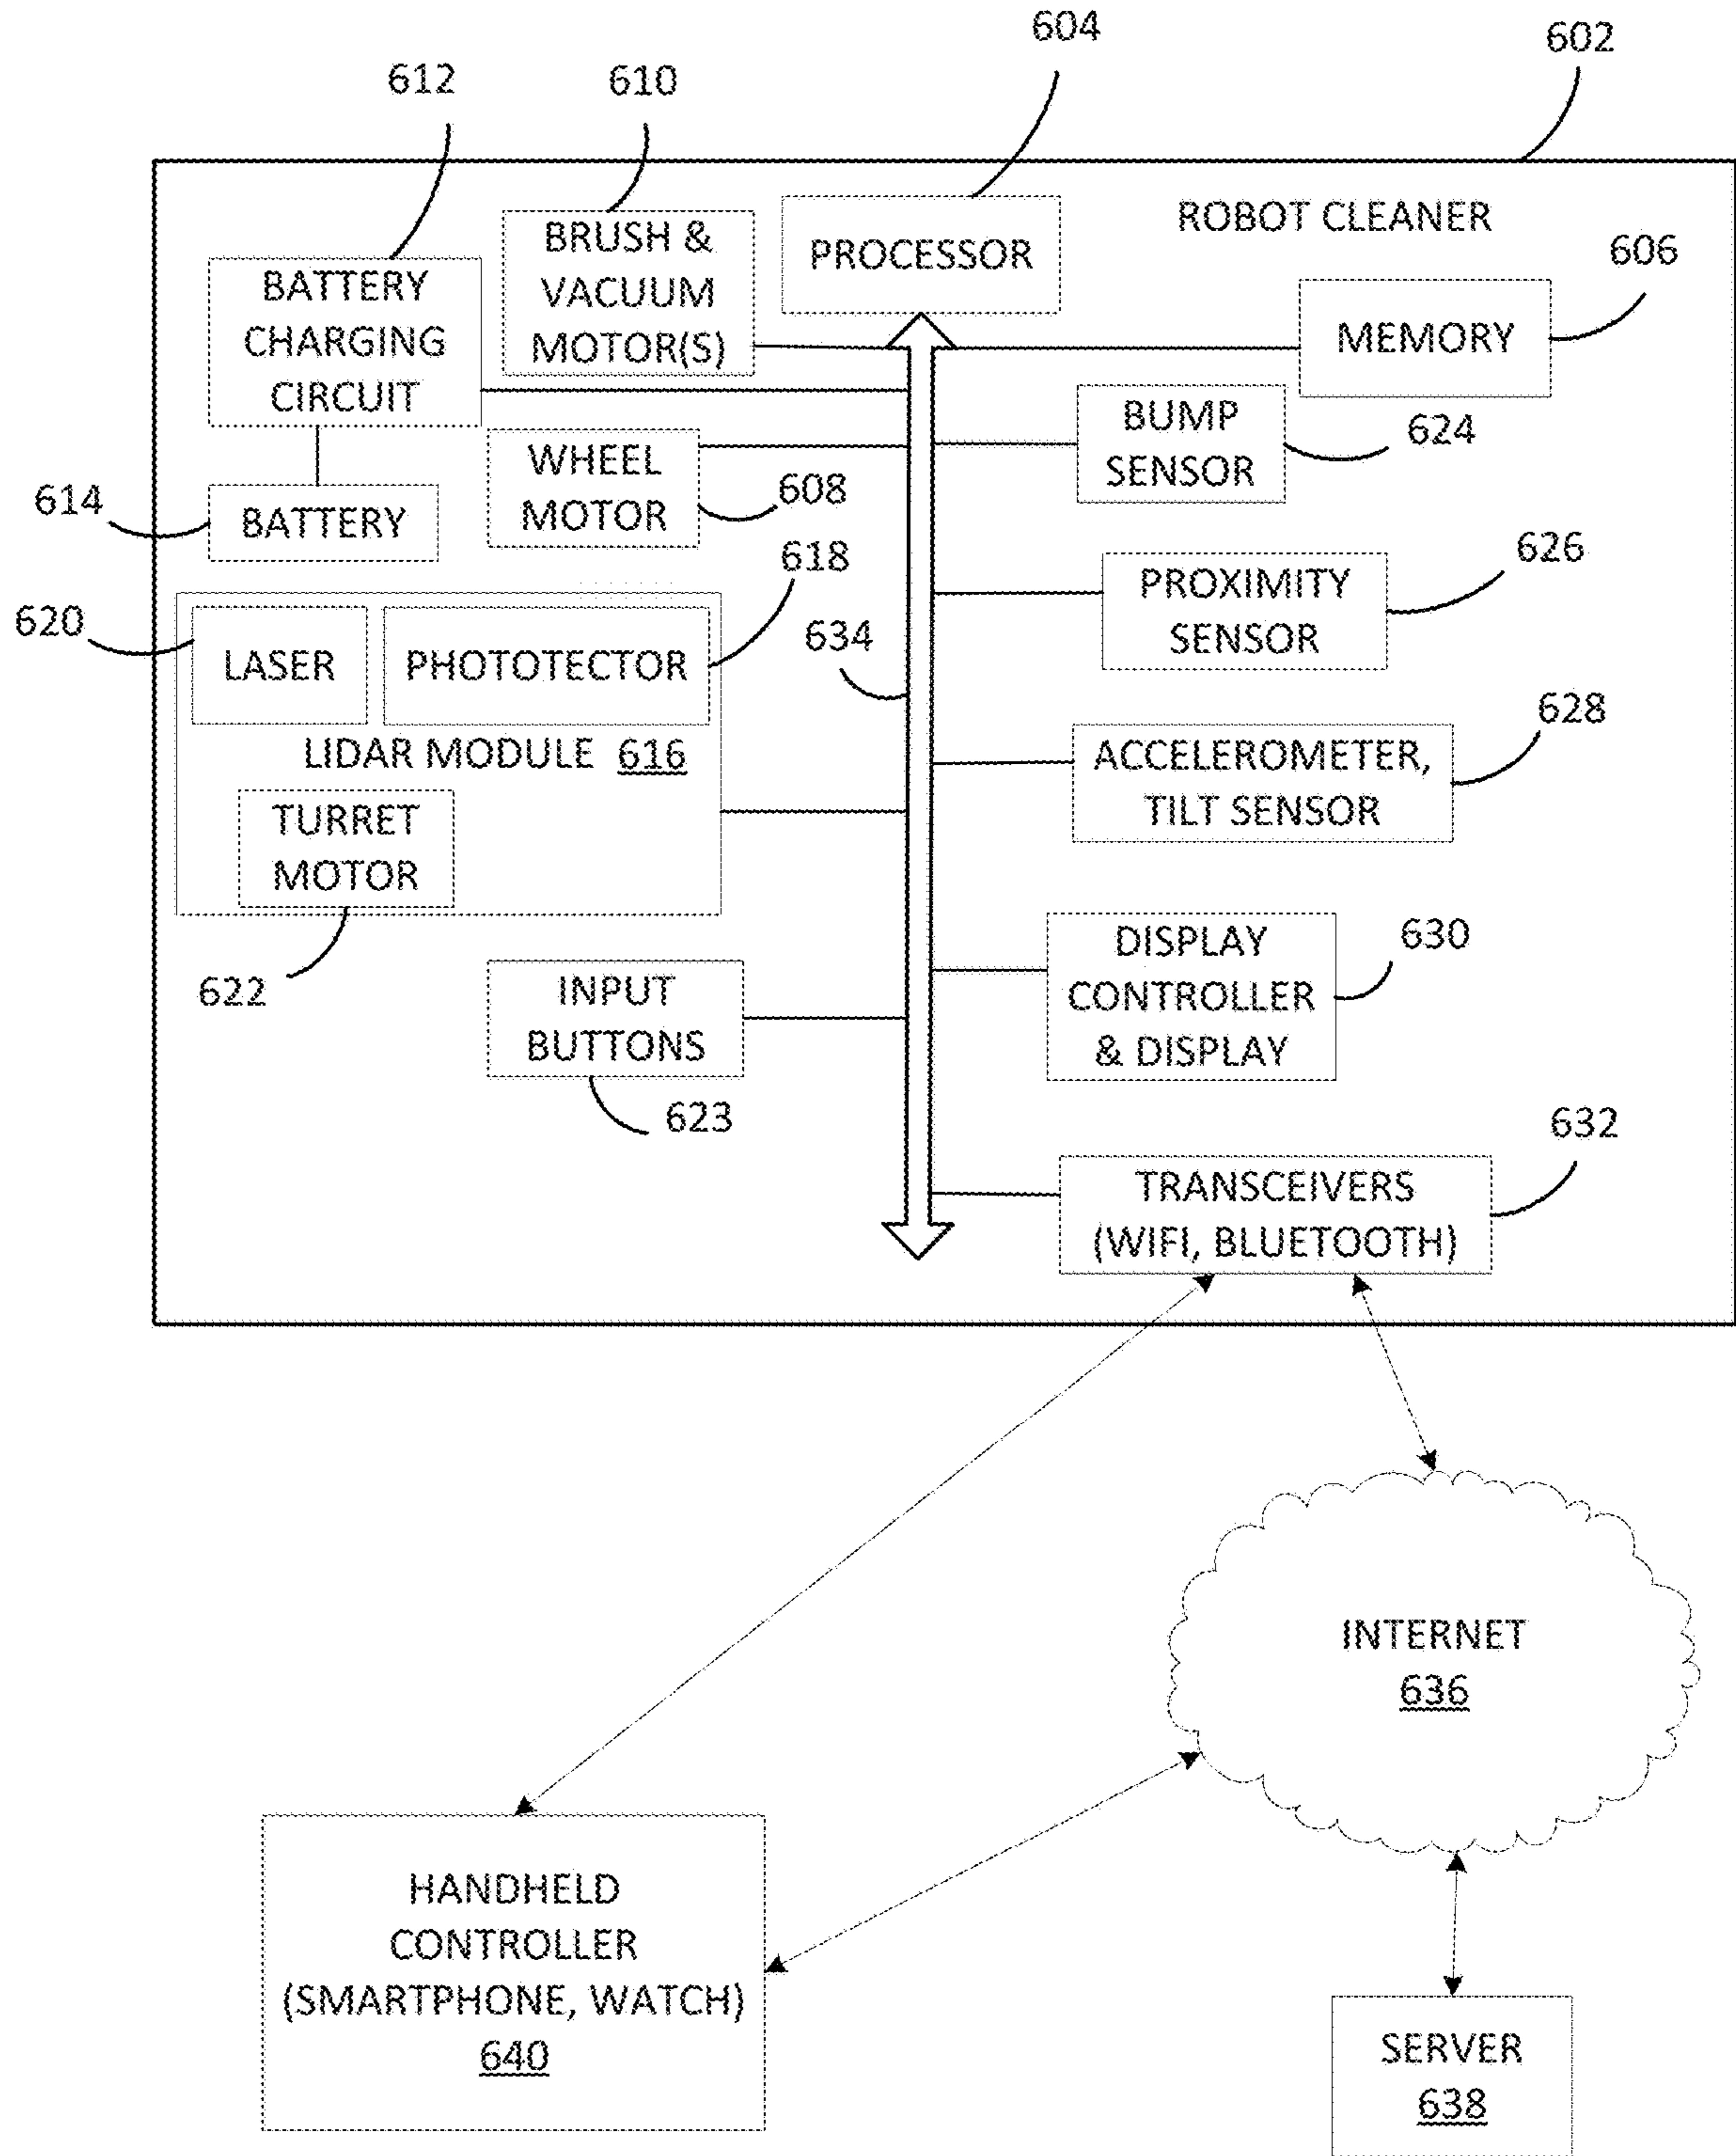 604
602
612
610
ROBOT CLEANER
BRUSH &
VACUUM
MOTOR(S)
PROCESSOR
606
BATTERY
CHARGING
CIRCUIT
MEMORY
BUMP
SENSOR
624
WHEEL
MOTOR
608
614
BATTERY
618
626
PROXIMITY
SENSOR
620
LASER
PHOTOTECTOR
634
LIDAR MODULE 616
628
ACCELEROMETER,
TILT SENSOR
TURRET
MOTOR
622
DISPLAY
CONTROLLER
& DISPLAY
630
INPUT
BUTTONS
623
632
TRANSCEIVERS
(WIFI, BLUETOOTH)
INTERNET
636
HANDHELD
CONTROLLER
(SMARTPHONE, WATCH)
640
SERVER
638